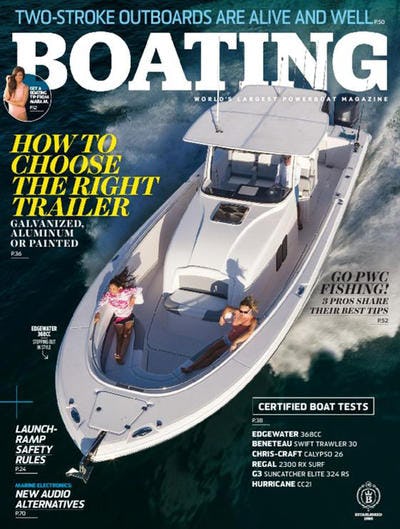 TWO-STROKE OUTBOARDS ARE ALIVE AND WELL P.50
BOATING
WORLD'S LARGEST POWERBOAT MAGAZINE
GET A
BOATING
TIP FROM
MARA M.
P.12
HOW TO
CHOOSE
THE RIGHT
TRAILER
GALVANIZED,
ALUMINUM
OR PAINTED
P.36
GO PWC
FISHING!
3 PROS SHARE
THEIR BEST TIPS
P.52
EDGEWATER
368CC
STEPPING OUT
IN STYLE
+
LAUNCH-
RAMP
SAFETY
RULES
P.24
MARINE ELECTRONICS:
NEW AUDIO
ALTERNATIVES
P.70
CERTIFIED BOAT TESTS
P.38
EDGEWATER 368CC
BENETEAU SWIFT TRAWLER 30
CHRIS-CRAFT CALYPSO 26
REGAL 2300 RX SURF
G3 SUNCATCHER ELITE 324 RS
HURRICANE CC21
B
ESTABLISHED